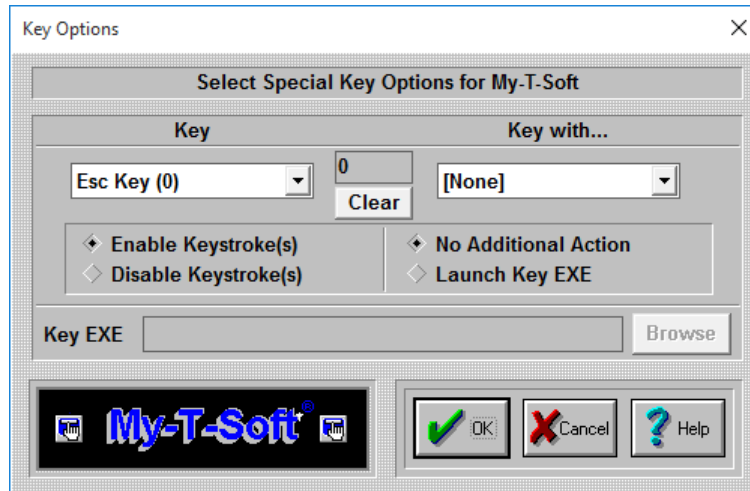 Key Options
Select Special Key Options for My-T-Soft
Key Key with...
Esc Key (0) 0 [None]
Clear
Enable Keystroke(s) No Additional Action
Disable Keystroke(s) Launch Key EXE
Key EXE Browse
My-T-Soft® OK Cancel Help